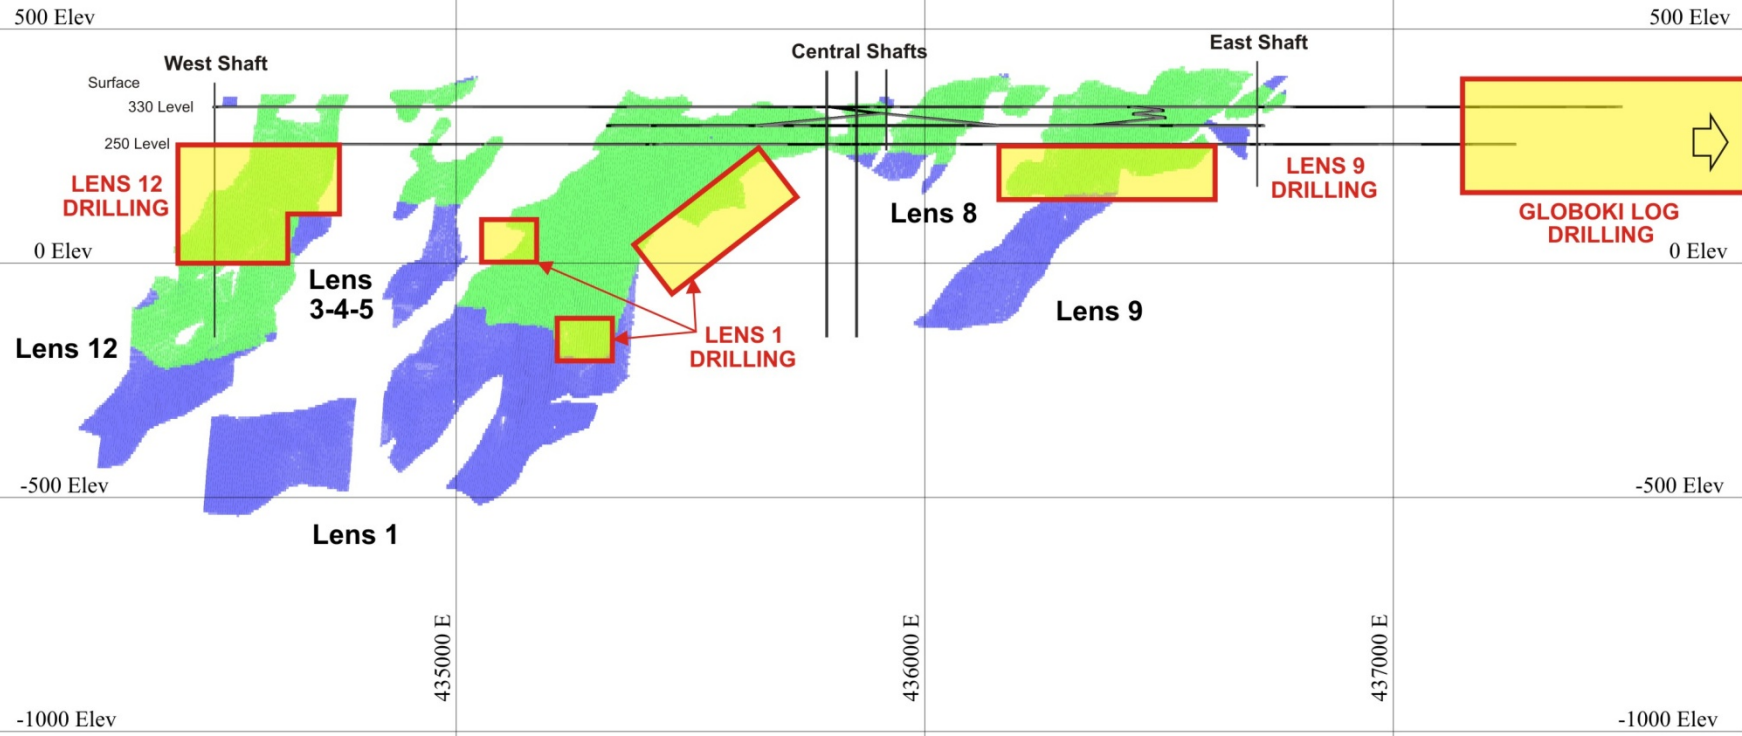 500 Elev
500 Elev
West Shaft
Central Shafts
East Shaft
Surface
330 Level
250 Level
LENS 12
DRILLING
LENS 9
DRILLING
Lens 8
GLOBOKI LOG
DRILLING
0 Elev
0 Elev
Lens
3-4-5
Lens 9
Lens 12
LENS 1
DRILLING
-500 Elev
-500 Elev
Lens 1
435000 E
436000 E
437000 E
-1000 Elev
-1000 Elev